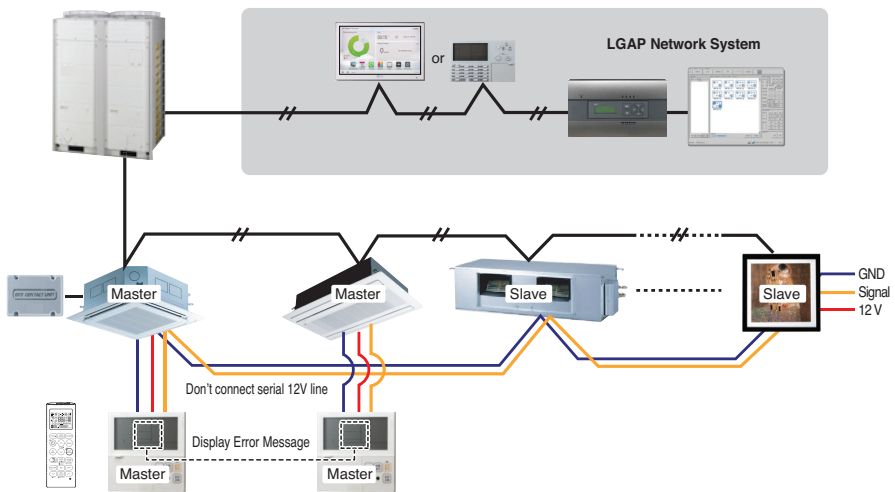 or
LGAP Network System
DRY CONTACT UNIT
Master
Master
Slave
Slave
GND
Signal
12 V
Don't connect serial 12V line
Display Error Message
Master
Master